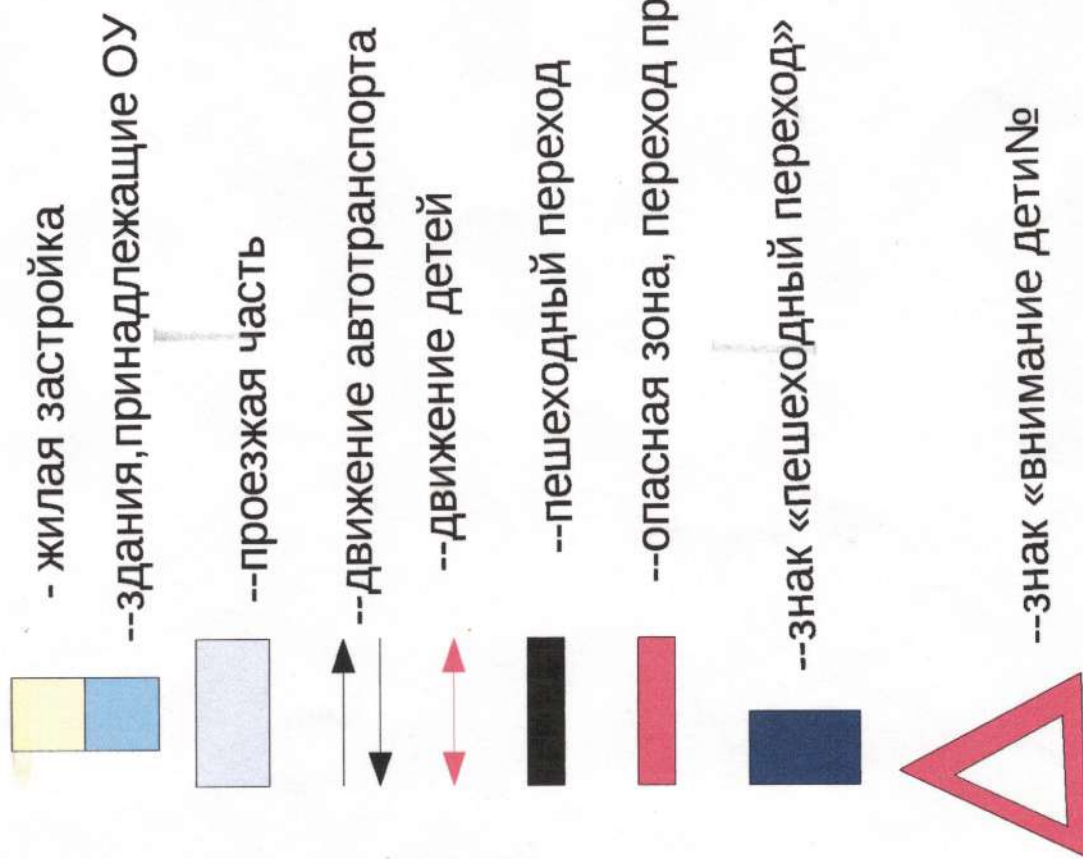 - жилая застройка
--здания,принадлежащие ОУ
--проезжая часть
--движение автотранспорта
--движение детей
--пешеходный переход
--опасная зона, переход
--знак «пешеходный переход»
--знак «внимание дети№